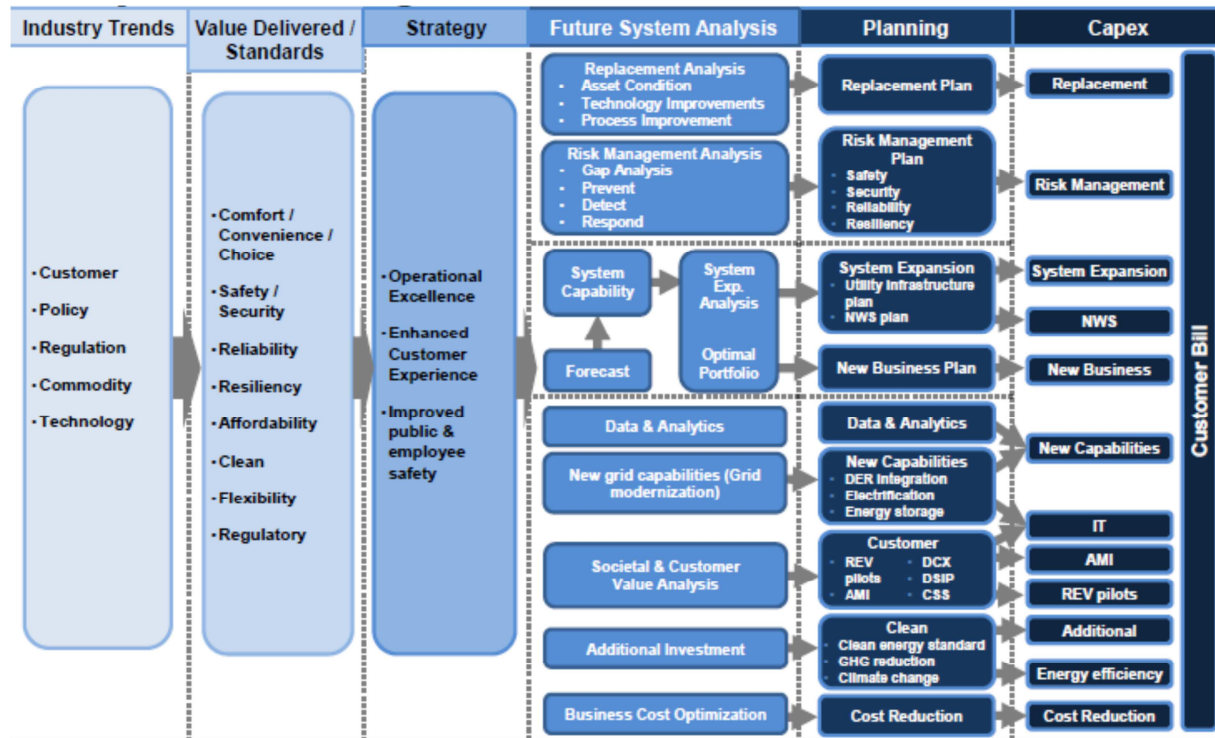 Industry Trends
Value Delivered /
Standards
Strategy
Future System Analysis
Planning
Capex
• Customer
• Policy
• Regulation
• Commodity
• Technology
• Comfort /
Convenience /
Choice
• Safety /
Security
• Reliability
• Resiliency
• Affordability
• Clean
• Flexibility
• Regulatory
• Operational
Excellence
• Enhanced
Customer
Experience
• Improved
public &
employee
safety
Replacement Analysis
• Asset Condition
• Technology Improvements
• Process Improvement
Replacement Plan
Replacement
Risk Management Analysis
• Gap Analysis
• Prevent
• Detect
• Respond
Risk Management
Plan
• Safety
• Security
• Reliability
• Resiliency
Risk Management
System
Capability
Forecast
System
Exp.
Analysis
Optimal
Portfolio
System Expansion
• Utility infrastructure
plan
• NWS plan
System Expansion
NWS
New Business Plan
New Business
Data & Analytics
Data & Analytics
New Capabilities
New grid capabilities (Grid
modernization)
New Capabilities
• DER integration
• Electrification
• Energy storage
IT
Societal & Customer
Value Analysis
Customer
• REV
pilots
• AMI
• DCX
• DSIP
• CSS
AMI
REV pilots
Additional Investment
Clean
• Clean energy standard
• GHG reduction
• Climate change
Additional
Energy efficiency
Business Cost Optimization
Cost Reduction
Cost Reduction
Customer Bill